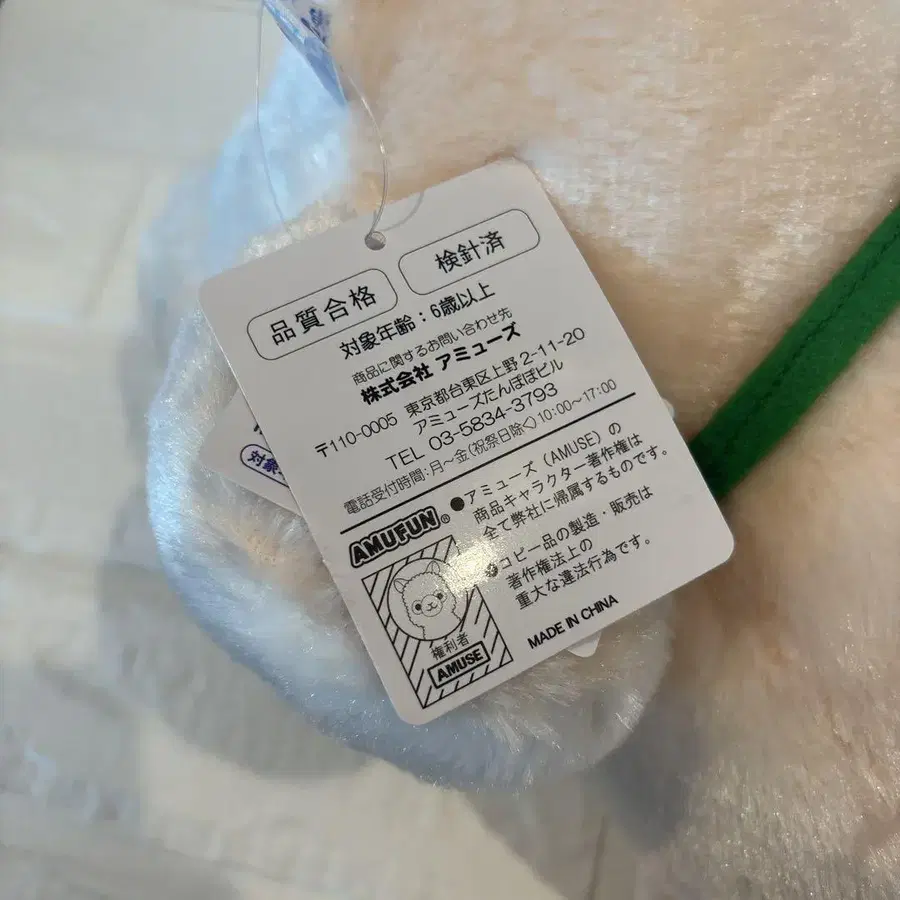 品質合格
検針済
対象年齢：6歳以上
商品に関するお問い合わせ先
株式会社 アミューズ
〒110-0005 東京都台東区上野 2-11-20
アミューズたんぽぽビル
TEL 03-5834-3793
電話受付時間：月～金(祝祭日除く) 10:00～17:00
AMUFUN®
●アミューズ (AMUSE) の
商品キャラクター著作権は
全て弊社に帰属するものです。
●コピー品の製造・販売は
著作権法上の
重大な違法行為です。
権利者
AMUSE
MADE IN CHINA
対象